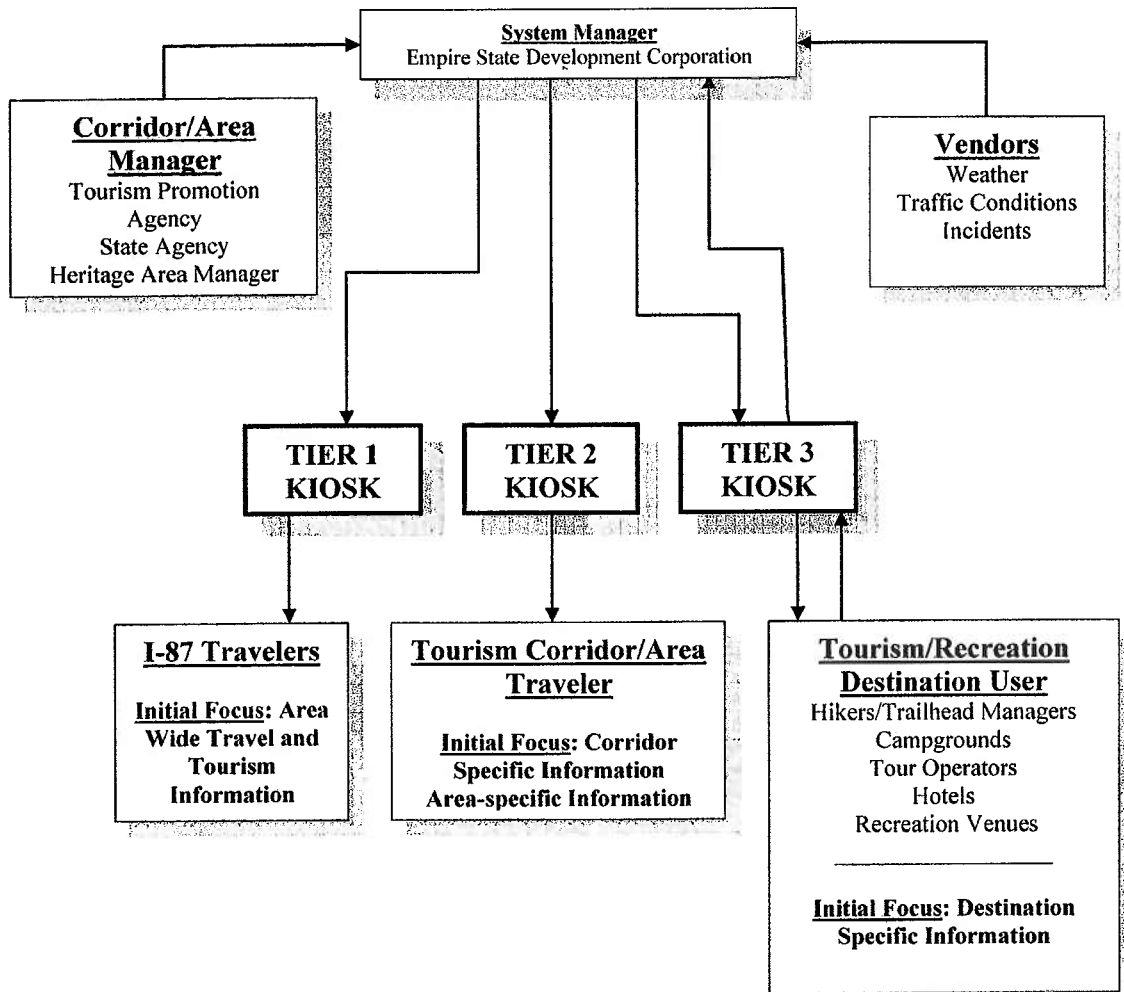 System Manager
Empire State Development Corporation
Corridor/Area
Manager
Tourism Promotion
Agency
State Agency
Heritage Area Manager
Vendors
Weather
Traffic Conditions
Incidents
TIER 1
KIOSK
TIER 2
KIOSK
TIER 3
KIOSK
I-87 Travelers
Initial Focus: Area
Wide Travel and
Tourism
Information
Tourism Corridor/Area
Traveler
Initial Focus: Corridor
Specific Information
Area-specific Information
Tourism/Recreation
Destination User
Hikers/Trailhead Managers
Campgrounds
Tour Operators
Hotels
Recreation Venues
Initial Focus: Destination
Specific Information